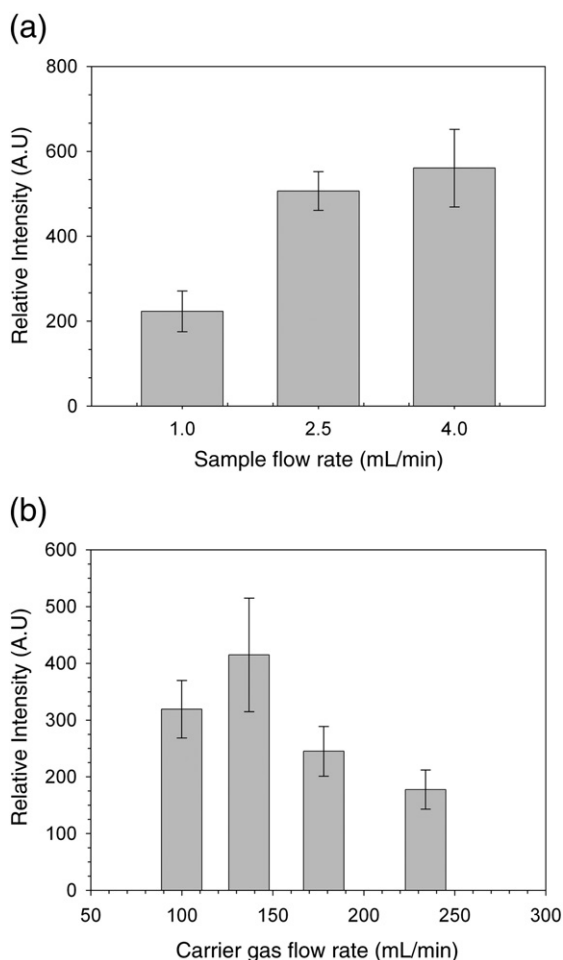 (a)
Relative Intensity (A.U)
800
600
400
200
0
1.0 2.5 4.0
Sample flow rate (mL/min)
(b)
Relative Intensity (A.U)
600
500
400
300
200
100
0
50 100 150 200 250 300
Carrier gas flow rate (mL/min)